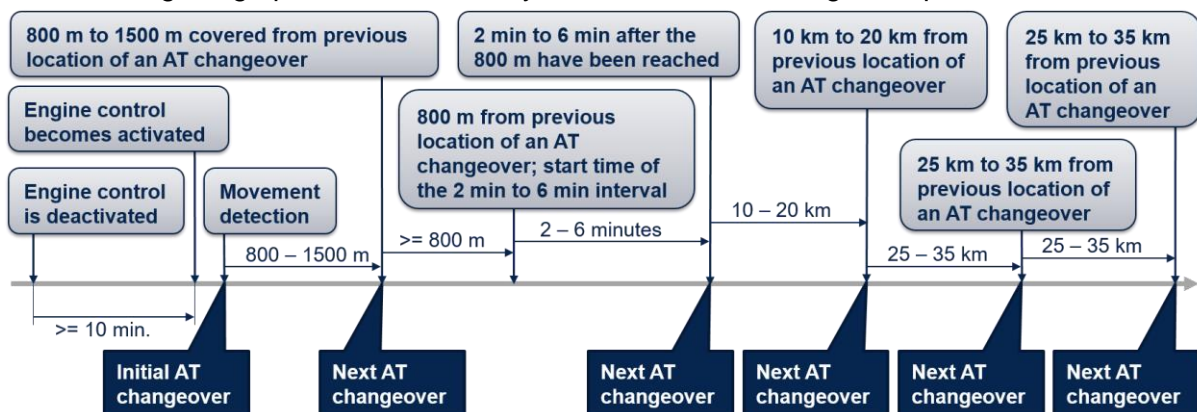 800 m to 1500 m covered from previous
location of an AT changeover
2 min to 6 min after the
800 m have been reached
10 km to 20 km from
previous location of
an AT changeover
25 km to 35 km
from previous
location of an
AT changeover
Engine control
becomes activated
800 m from previous
location of an AT
changeover; start time of
the 2 min to 6 min interval
25 km to 35 km from
previous location of
an AT changeover
Engine control
is deactivated
Movement
detection
800 – 1500 m
>= 800 m
2 – 6 minutes
10 – 20 km
25 – 35 km
25 – 35 km
>= 10 min.
Initial AT
changeover
Next AT
changeover
Next AT
changeover
Next AT
changeover
Next AT
changeover
Next AT
changeover